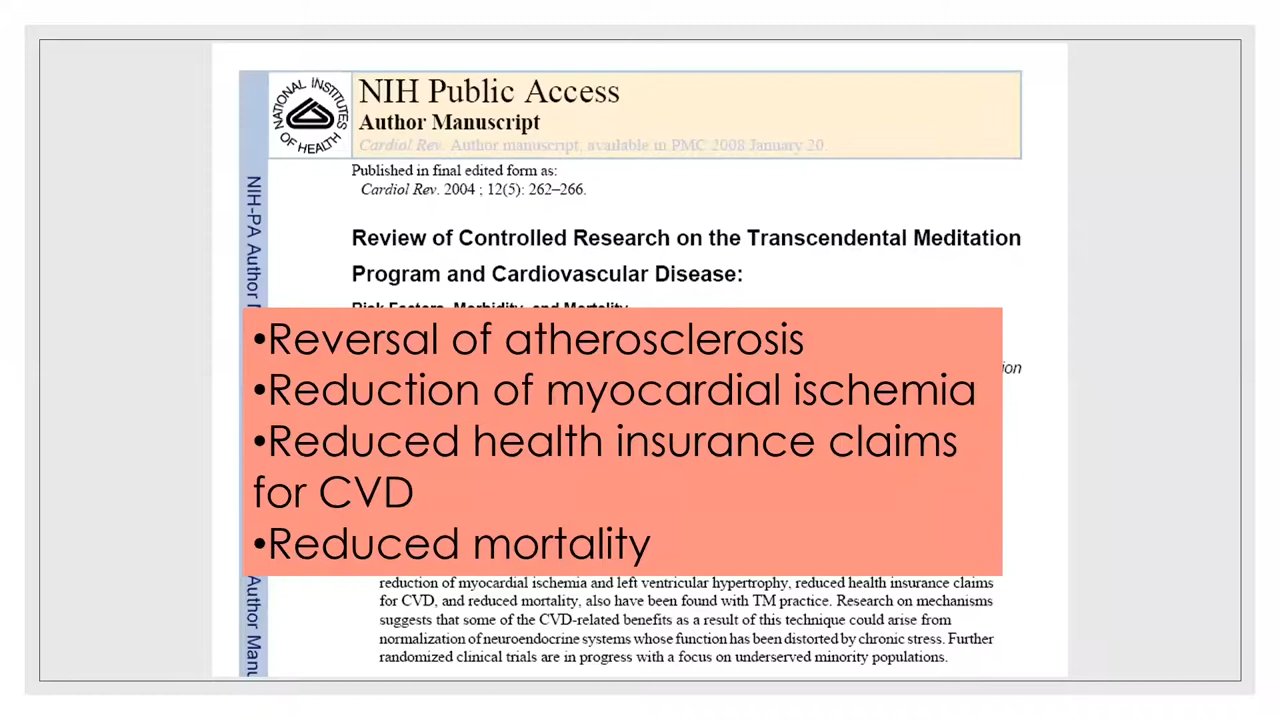 NATIONAL INSTITUTES OF HEALTH
NIH Public Access
Author Manuscript
Cardiol Rev. Author manuscript, available in PMC 2008 January 20.
Published in final edited form as:
Cardiol Rev. 2004 ; 12(5): 262–266.
NIH-PA Author
Review of Controlled Research on the Transcendental Meditation
Program and Cardiovascular Disease:
Risk Factors, Morbidity, and Mortality
•Reversal of atherosclerosis
•Reduction of myocardial ischemia
•Reduced health insurance claims
for CVD
•Reduced mortality
reduction of myocardial ischemia and left ventricular hypertrophy, reduced health insurance claims
for CVD, and reduced mortality, also have been found with TM practice. Research on mechanisms
suggests that some of the CVD-related benefits as a result of this technique could arise from
normalization of neuroendocrine systems whose function has been distorted by chronic stress. Further
randomized clinical trials are in progress with a focus on underserved minority populations.
Author Manu